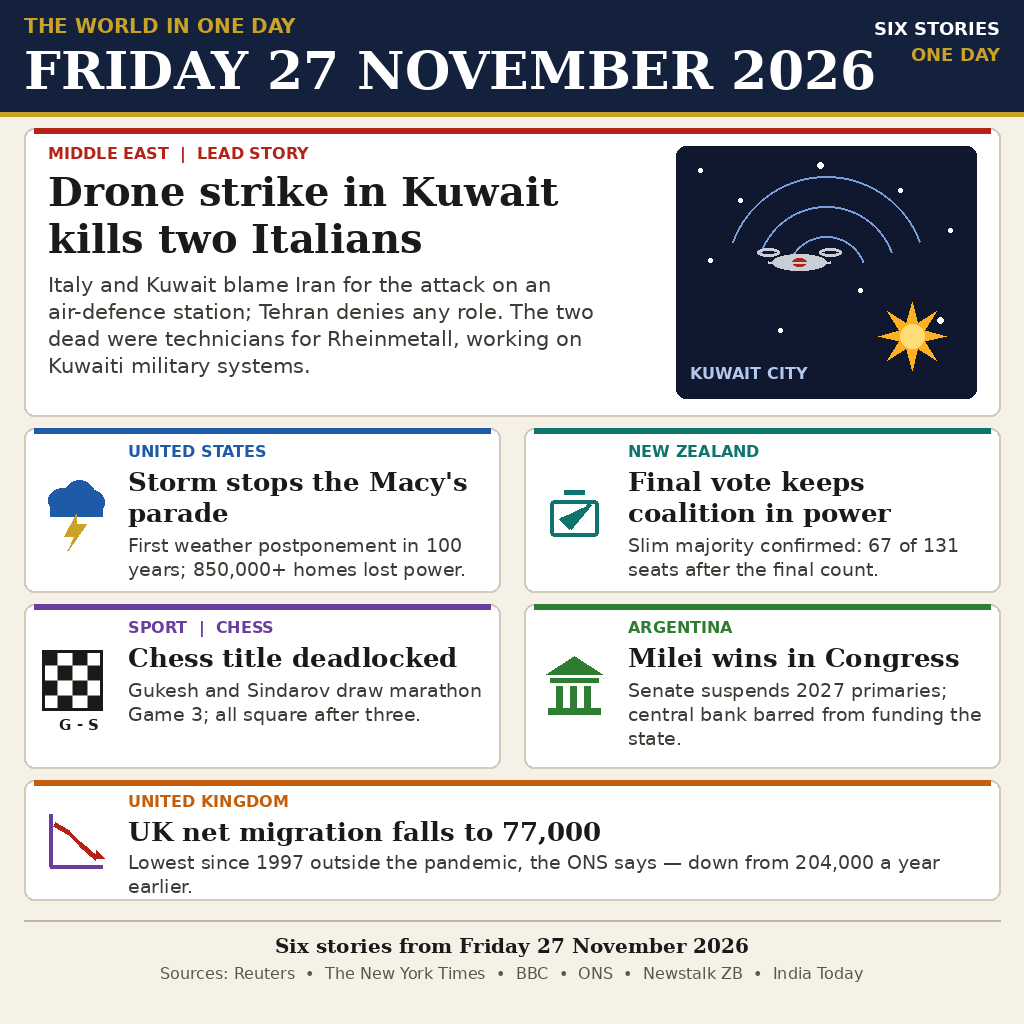 THE WORLD IN ONE DAY
FRIDAY 27 NOVEMBER 2026
SIX STORIES
ONE DAY
MIDDLE EAST | LEAD STORY
Drone strike in Kuwait
kills two Italians
Italy and Kuwait blame Iran for the attack on an
air-defence station; Tehran denies any role. The two
dead were technicians for Rheinmetall, working on
Kuwaiti military systems.
KUWAIT CITY
UNITED STATES
Storm stops the Macy's
parade
First weather postponement in 100
years; 850,000+ homes lost power.
NEW ZEALAND
Final vote keeps
coalition in power
Slim majority confirmed: 67 of 131
seats after the final count.
SPORT | CHESS
Chess title deadlocked
Gukesh and Sindarov draw marathon
Game 3; all square after three.
G - S
ARGENTINA
Milei wins in Congress
Senate suspends 2027 primaries;
central bank barred from funding the
state.
UNITED KINGDOM
UK net migration falls to 77,000
Lowest since 1997 outside the pandemic, the ONS says — down from 204,000 a year
earlier.
Six stories from Friday 27 November 2026
Sources: Reuters • The New York Times • BBC • ONS • Newstalk ZB • India Today